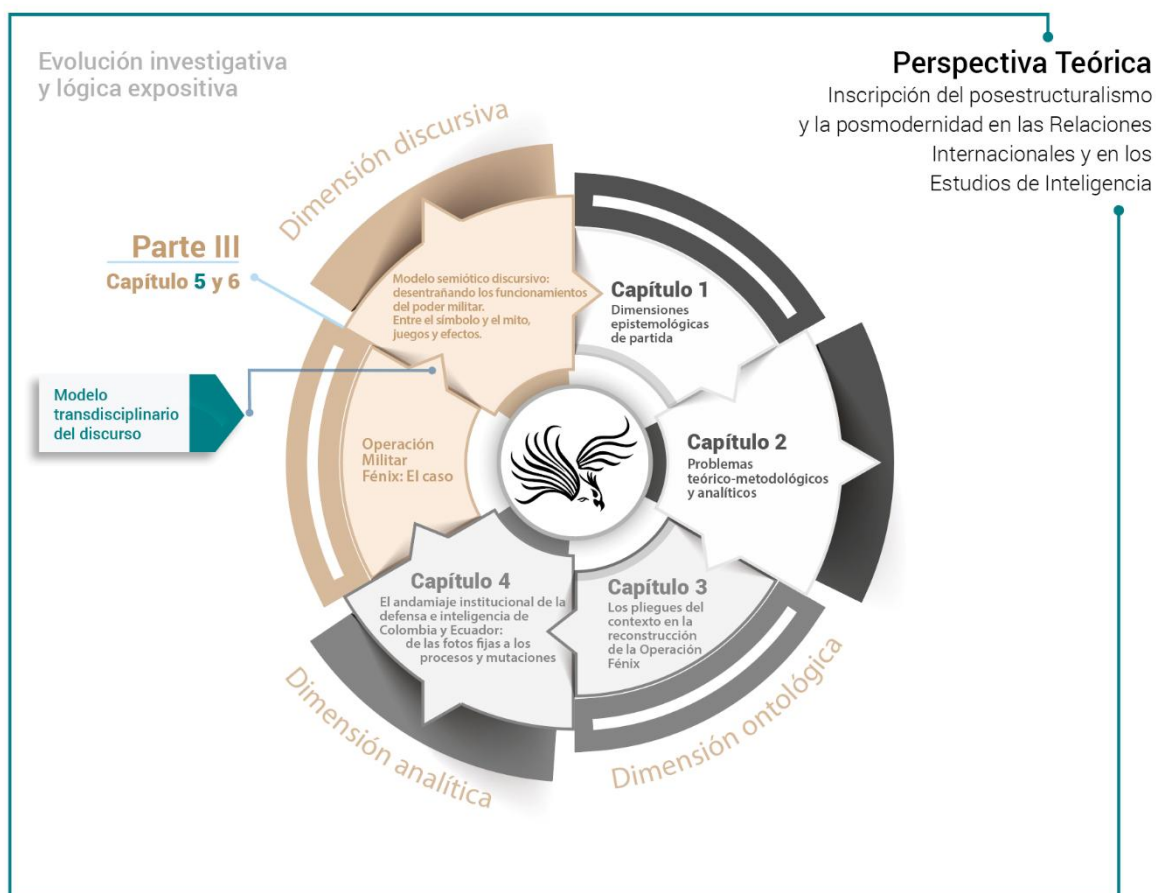 Evolución investigativa
y lógica expositiva
Perspectiva Teórica
Inscripción del posestructuralismo
y la posmodernidad en las Relaciones
Internacionales y en los
Estudios de Inteligencia
Dimensión discursiva
Parte III
Capítulo 5 y 6
Modelo semiótico discursivo:
desentrañando los funcionamientos
del poder militar.
Entre el símbolo y el mito,
juegos y efectos.
Capítulo 1
Dimensiones
epistemológicas
de partida
Modelo
transdisciplinario
del discurso
Operación
Militar
Fénix: El caso
Capítulo 2
Problemas
teórico-metodológicos
y analíticos
Capítulo 4
El andamiaje institucional de la
defensa e inteligencia de
Colombia y Ecuador:
de las fotos fijas a los
procesos y mutaciones
Capítulo 3
Los pliegues del
contexto en la
reconstrucción
de la Operación
Fénix
Dimensión analítica
Dimensión ontológica